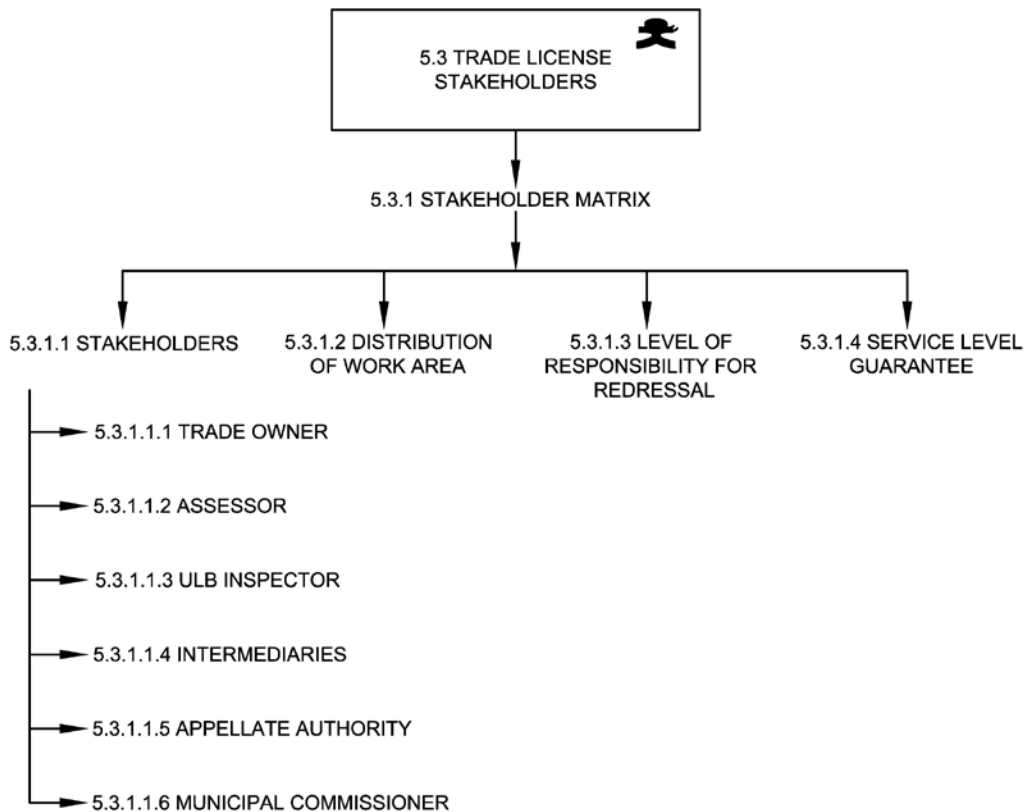 5.3 TRADE LICENSE
STAKEHOLDERS
5.3.1 STAKEHOLDER MATRIX
5.3.1.1 STAKEHOLDERS
5.3.1.2 DISTRIBUTION
OF WORK AREA
5.3.1.3 LEVEL OF
RESPONSIBILITY FOR
REDRESSAL
5.3.1.4 SERVICE LEVEL
GUARANTEE
5.3.1.1.1 TRADE OWNER
5.3.1.1.2 ASSESSOR
5.3.1.1.3 ULB INSPECTOR
5.3.1.1.4 INTERMEDIARIES
5.3.1.1.5 APPELLATE AUTHORITY
5.3.1.1.6 MUNICIPAL COMMISSIONER